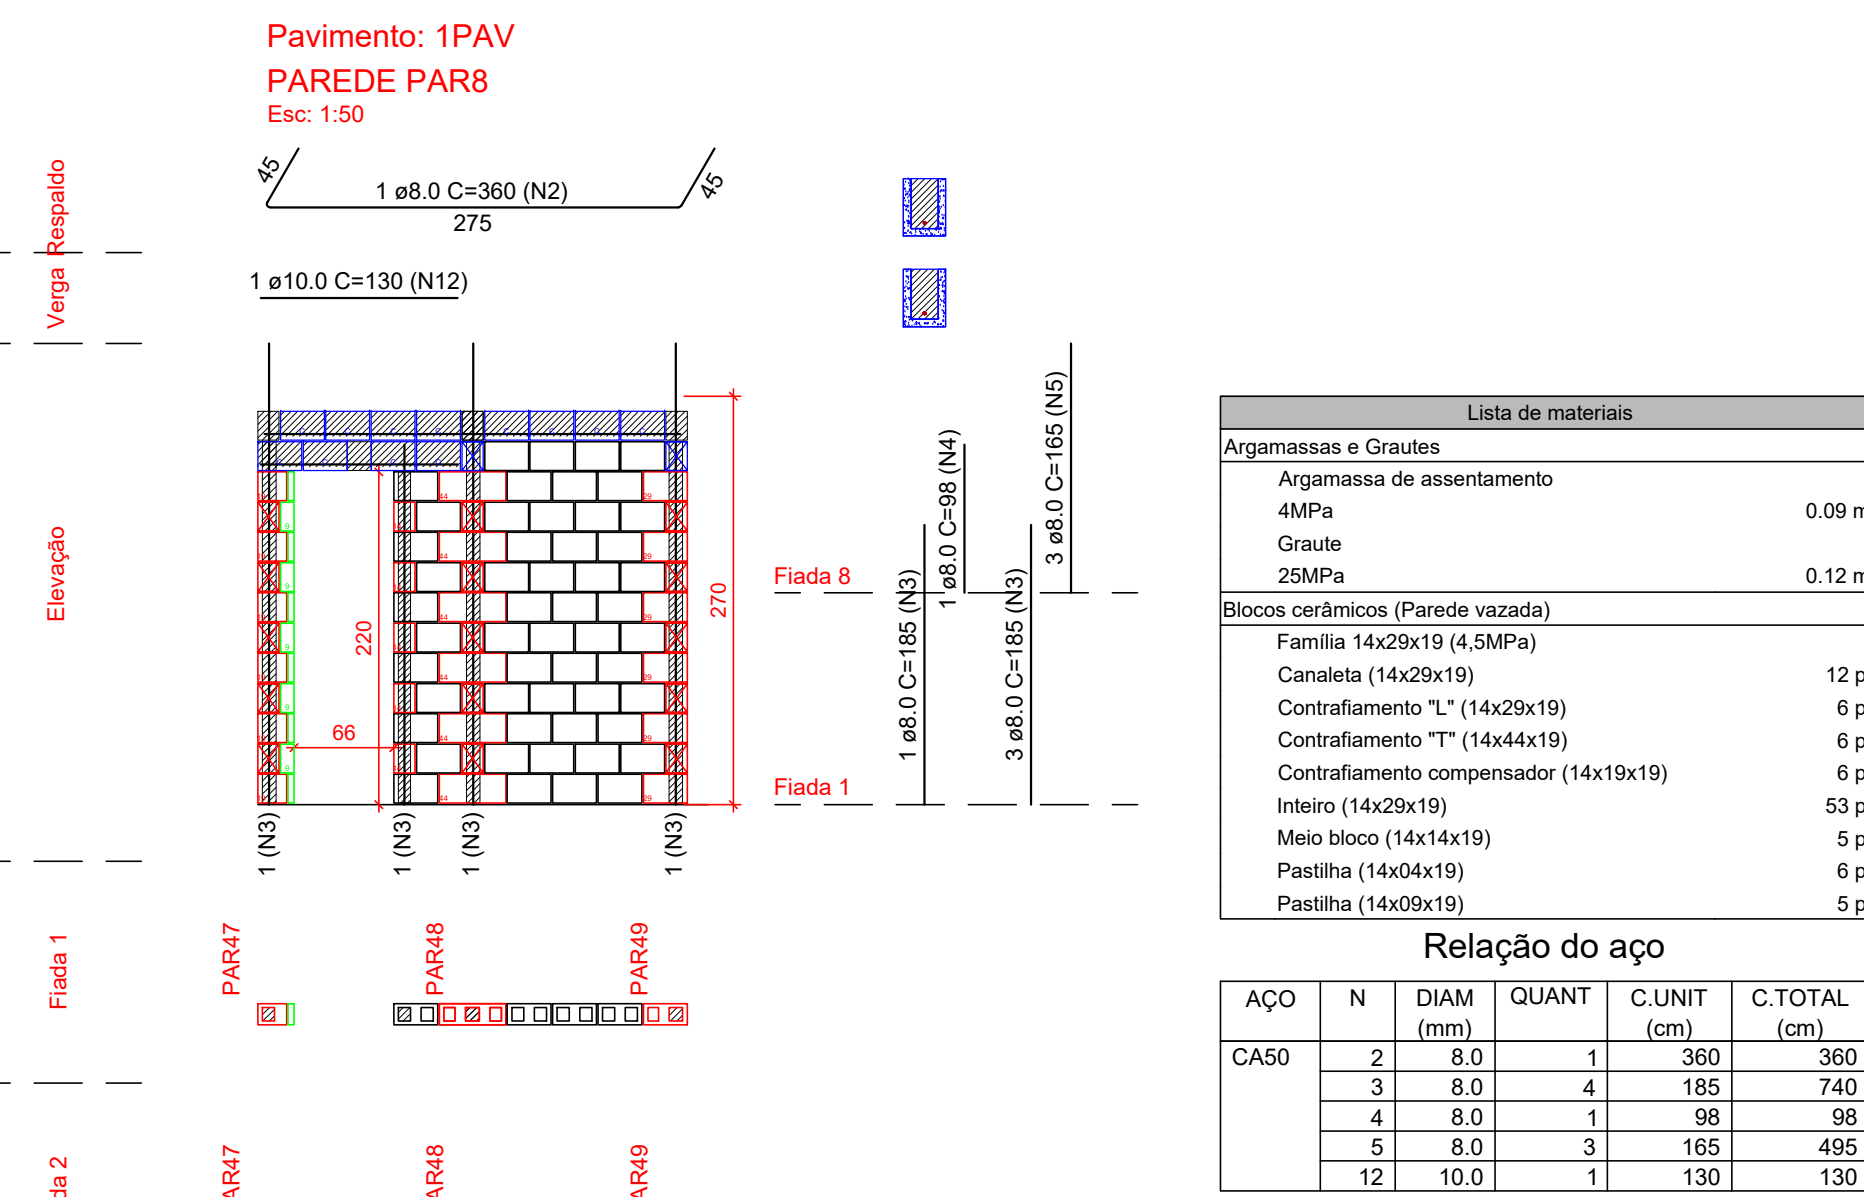 Pavimento: 1PAV
PAREDE PAR8
Esc: 1:50
Respaldo
45
1 ø8.0 C=360 (N2)
275
45
Verga
1 ø10.0 C=130 (N12)
Elevação
220
66
270
44
29
9
Fiada 8
Fiada 1
1 ø8.0 C=185 (N3)
1 ø8.0 C=98 (N4)
3 ø8.0 C=185 (N3)
3 ø8.0 C=165 (N5)
1 (N3)
1 (N3)
1 (N3)
1 (N3)
Fiada 1
PAR47
PAR48
PAR49
da 2
AR47
AR48
AR49
Lista de materiais
Argamassas e Grautes
Argamassa de assentamento
4MPa 0.09 m
Graute
25MPa 0.12 m
Blocos cerâmicos (Parede vazada)
Família 14x29x19 (4,5MPa)
Canaleta (14x29x19) 12 p
Contrafiamento "L" (14x29x19) 6 p
Contrafiamento "T" (14x44x19) 6 p
Contrafiamento compensador (14x19x19) 6 p
Inteiro (14x29x19) 53 p
Meio bloco (14x14x19) 5 p
Pastilha (14x04x19) 6 p
Pastilha (14x09x19) 5 p
Relação do aço
AÇO N DIAM QUANT C.UNIT C.TOTAL
(mm) (cm) (cm)
CA50 2 8.0 1 360 360
3 8.0 4 185 740
4 8.0 1 98 98
5 8.0 3 165 495
12 10.0 1 130 130